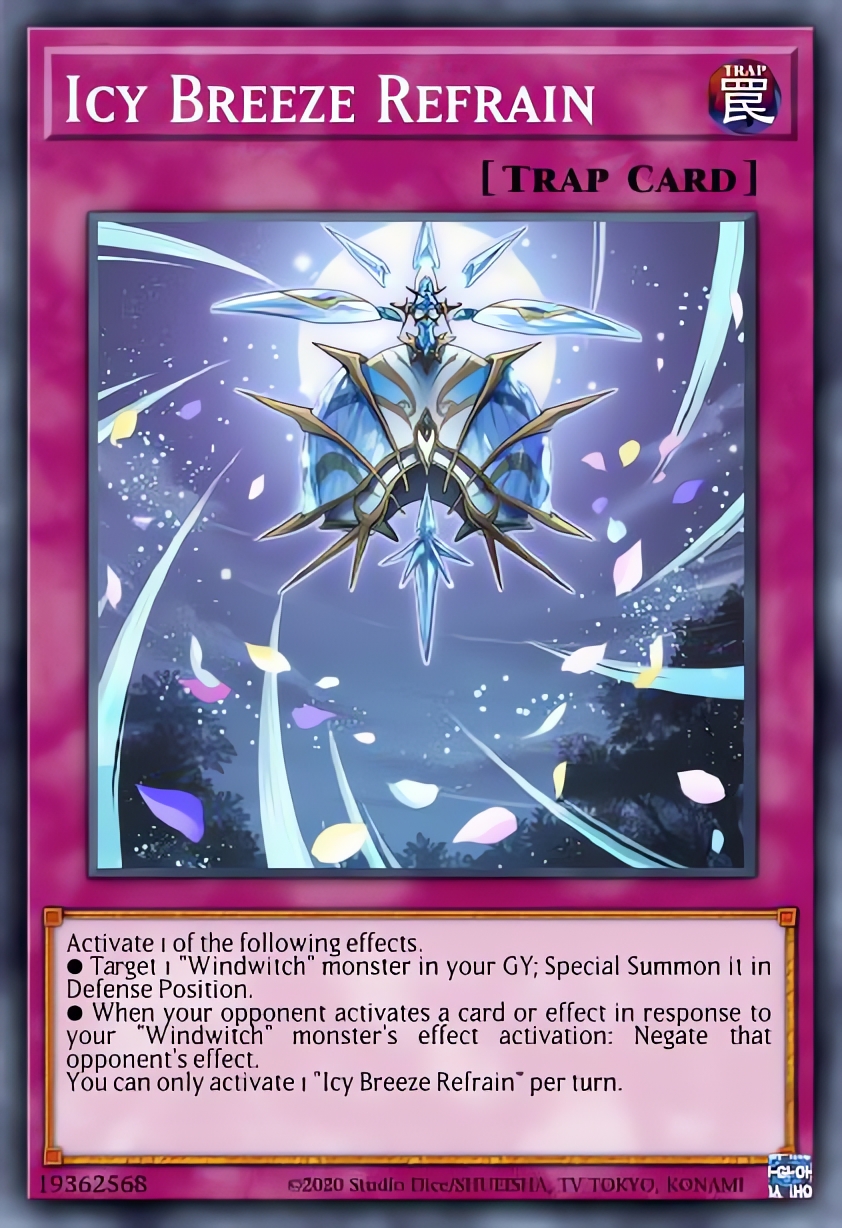 Icy Breeze Refrain
TRAP
罠
[Trap Card]
Activate 1 of the following effects.
● Target 1 "Windwitch" monster in your GY; Special Summon it in
Defense Position.
● When your opponent activates a card or effect in response to
your "Windwitch" monster's effect activation: Negate that
opponent's effect.
You can only activate 1 "Icy Breeze Refrain" per turn.
19362568
©2020 Studio Dice/SHUEISHA, TV TOKYO, KONAMI